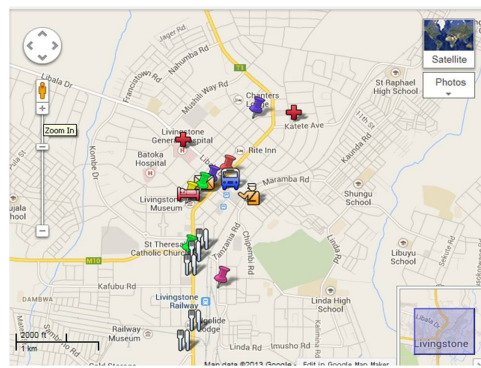 Jager Rd
Nahumba Rd
T1
Satellite
Libala Dr
Francistown Rd
Mushili Way Rd
St Raphael
High School
Photos
Chanters
Zoom In
Livingstone
General Hospital
Katete Ave
11th St
Kaunda Rd
Kombe Dr
Batoka
Hospital
Rite Inn
Maramba Rd
Shungu
School
Livingstone
Museum
Linda Rd
St Theresa
Catholic Church
Tanzania Rd
Chipembi Rd
Libuyu
School
Sekute Rd
M10
Kafubu Rd
DAMBWA
Livingstone
Railway
Linda High
School
Libala Dr
Livingstone
2000 ft
1 km
Railway
Museum
Map data ©2013 Google
Edit in Google Map Maker